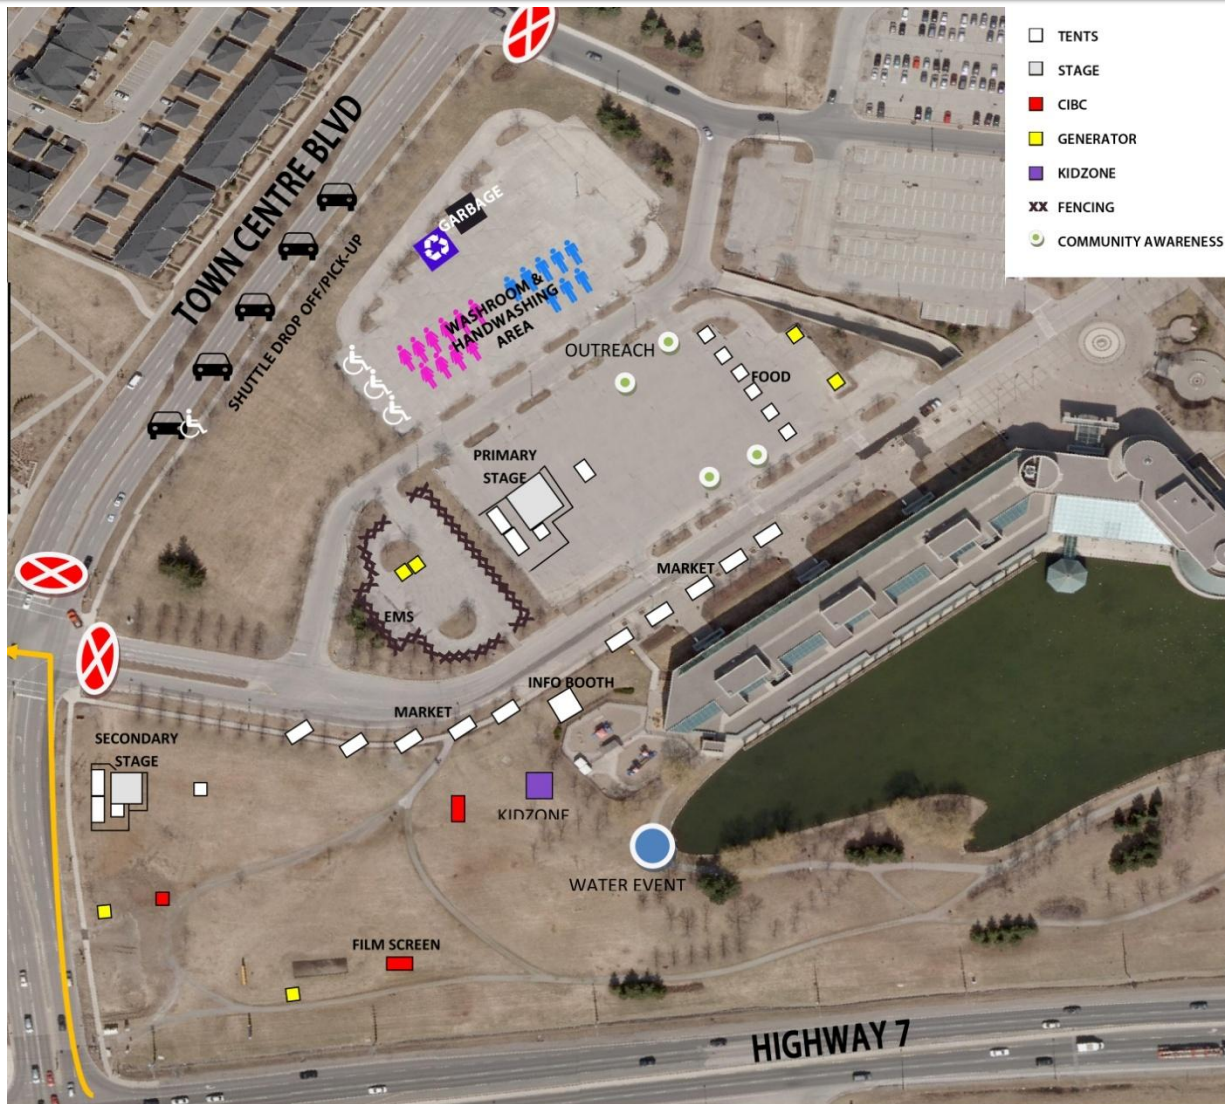 TENTS
STAGE
CIBC
GENERATOR
KIDZONE
XX FENCING
COMMUNITY AWARENESS
TOWN CENTRE BLVD
SHUTTLE DROP OFF/PICK-UP
GARBAGE
WASHROOM &
HANDWASHING
AREA
OUTREACH
FOOD
PRIMARY
STAGE
MARKET
EMS
INFO BOOTH
MARKET
SECONDARY
STAGE
KIDZONE
WATER EVENT
FILM SCREEN
HIGHWAY 7